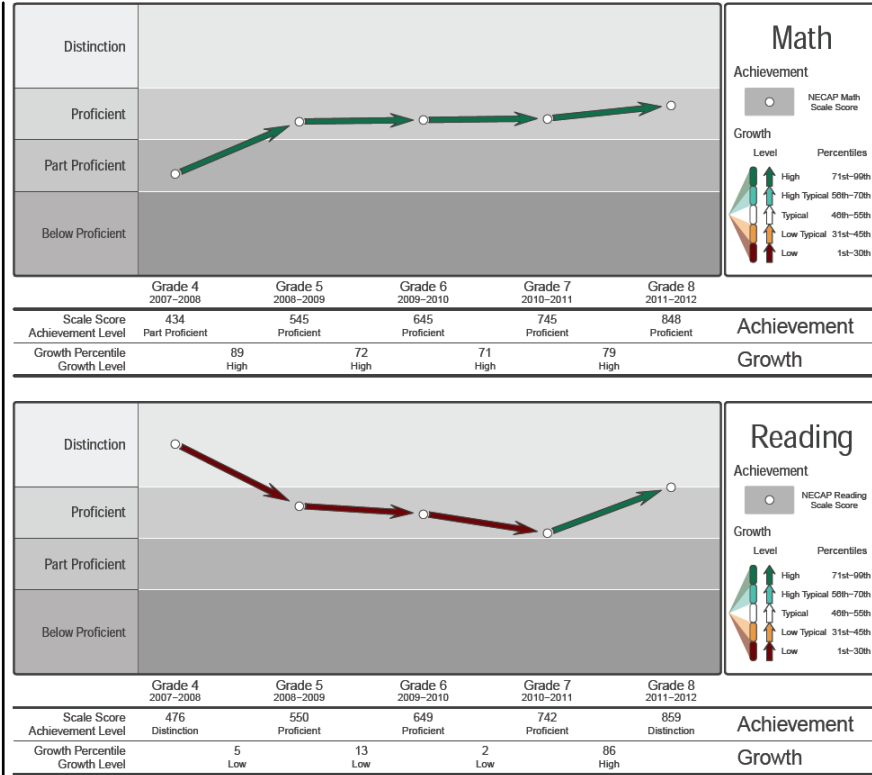 Math
Distinction
Proficient
Part Proficient
Below Proficient
Achievement
NECAP Math
Scale Score
Growth
Level Percentiles
High 71st–99th
High Typical 56th–70th
Typical 46th–55th
Low Typical 31st–45th
Low 1st–30th
Grade 4 Grade 5 Grade 6 Grade 7 Grade 8
2007–2008 2008–2009 2009–2010 2010–2011 2011–2012
Scale Score 434 545 645 745 848
Achievement Level Part Proficient Proficient Proficient Proficient Proficient
Achievement
Growth Percentile 89 72 71 79
Growth Level High High High High
Growth
Reading
Distinction
Proficient
Part Proficient
Below Proficient
Achievement
NECAP Reading
Scale Score
Growth
Level Percentiles
High 71st–99th
High Typical 56th–70th
Typical 46th–55th
Low Typical 31st–45th
Low 1st–30th
Grade 4 Grade 5 Grade 6 Grade 7 Grade 8
2007–2008 2008–2009 2009–2010 2010–2011 2011–2012
Scale Score 476 550 649 742 859
Achievement Level Distinction Proficient Proficient Proficient Distinction
Achievement
Growth Percentile 5 13 2 86
Growth Level Low Low Low High
Growth